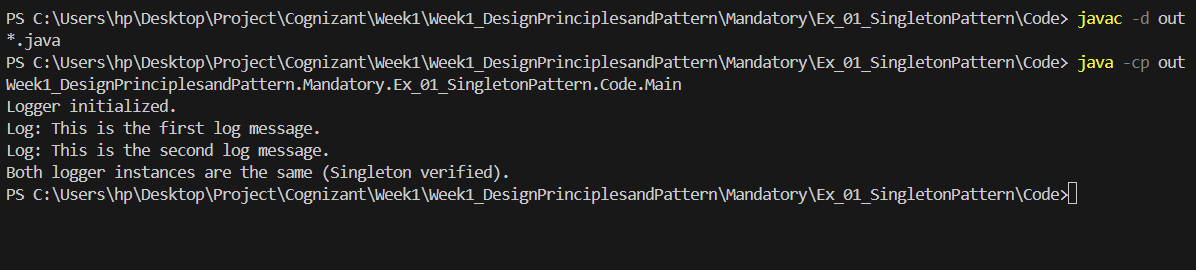 PS C:\Users\hp\Desktop\Project\Cognizant\Week1\Week1_DesignPrinciplesandPattern\Mandatory\Ex_01_SingletonPattern\Code> javac -d out
*.java
PS C:\Users\hp\Desktop\Project\Cognizant\Week1\Week1_DesignPrinciplesandPattern\Mandatory\Ex_01_SingletonPattern\Code> java -cp out
Week1_DesignPrinciplesandPattern.Mandatory.Ex_01_SingletonPattern.Code.Main
Logger initialized.
Log: This is the first log message.
Log: This is the second log message.
Both logger instances are the same (Singleton verified).
PS C:\Users\hp\Desktop\Project\Cognizant\Week1\Week1_DesignPrinciplesandPattern\Mandatory\Ex_01_SingletonPattern\Code>